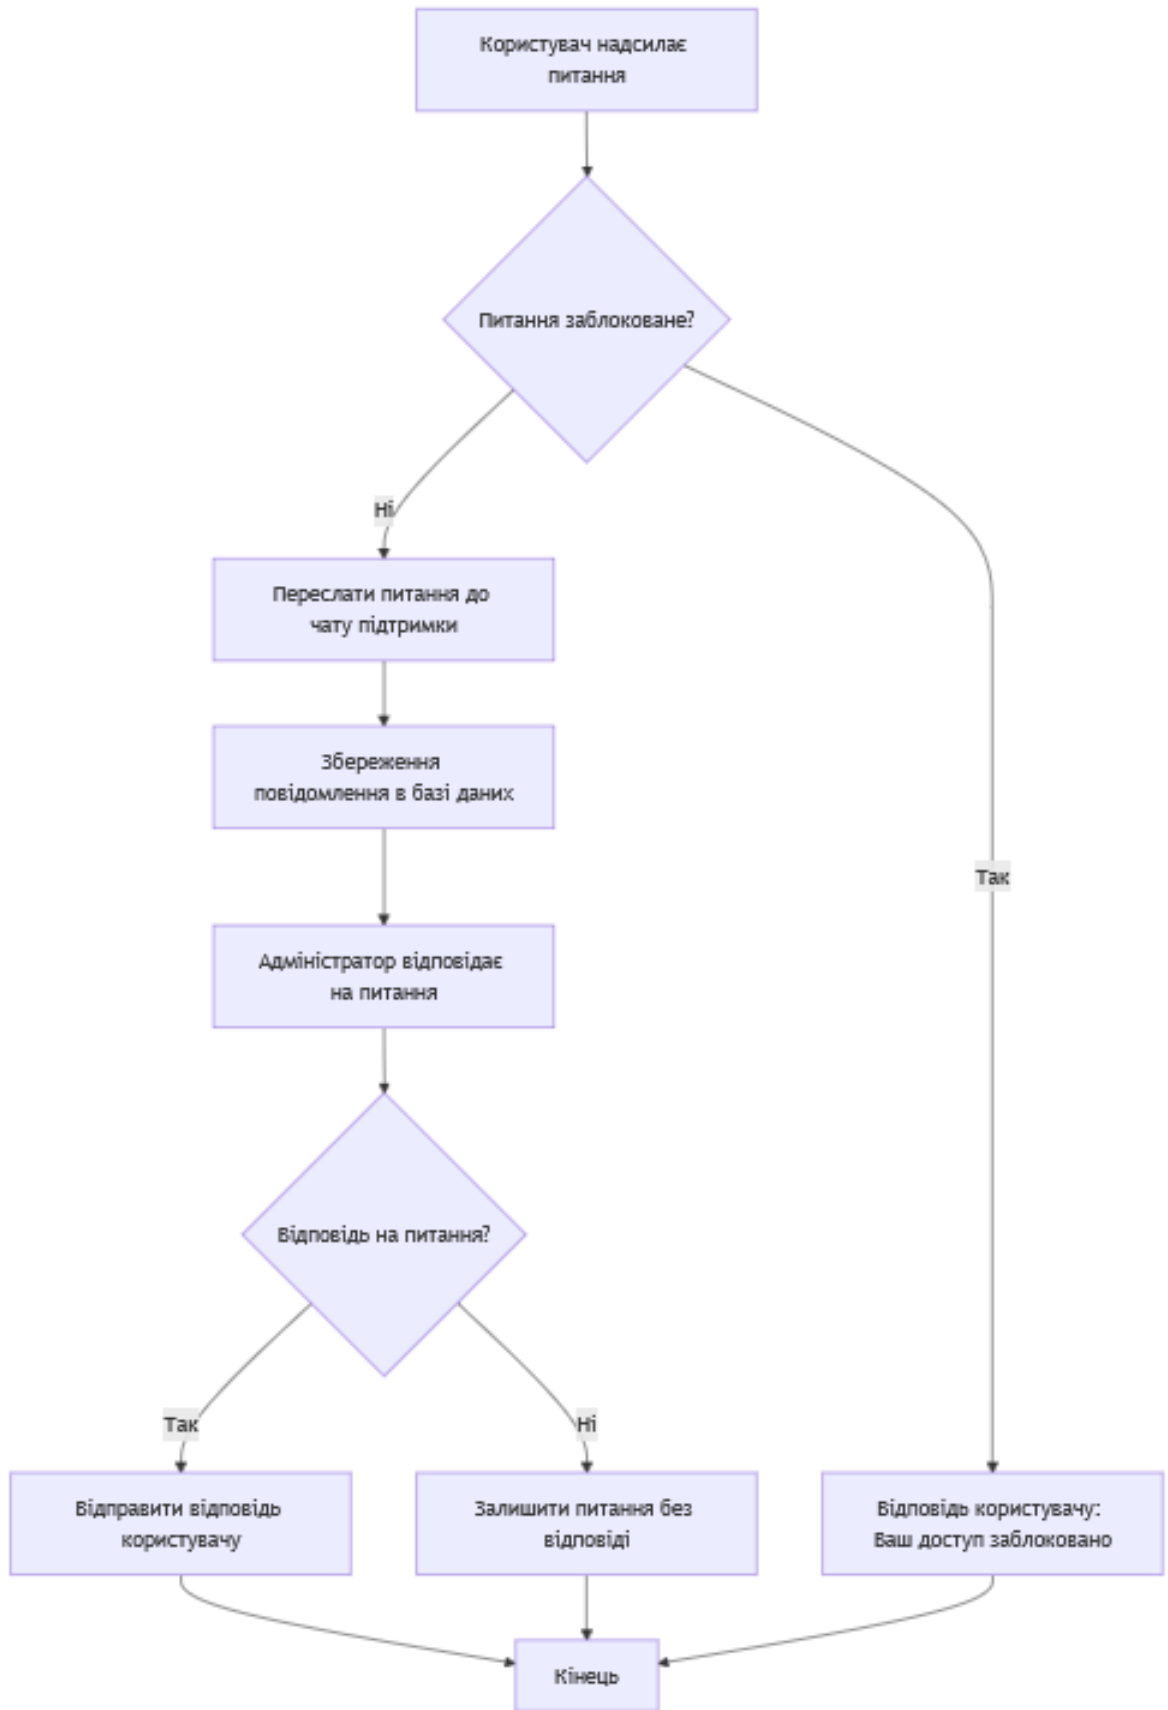 Користувач надсилає
питання
Питання заблоковане?
Ні
Переслати питання до
чату підтримки
Збереження
повідомлення в базі даних
Так
Адміністратор відповідає
на питання
Відповідь на питання?
Так
Ні
Відправити відповідь
користувачу
Залишити питання без
відповіді
Відповідь користувачу:
Ваш доступ заблоковано
Кінець